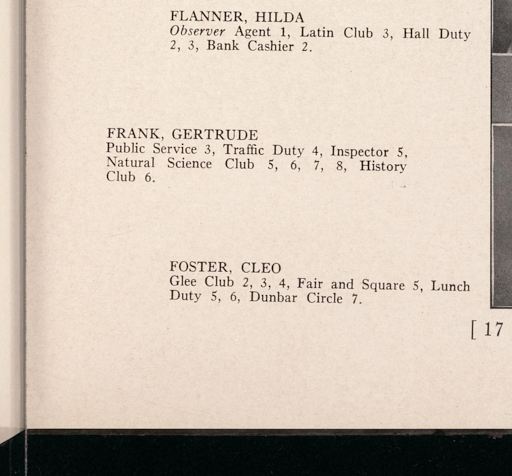 FLANNER, HILDA
Observer Agent 1, Latin Club 3, Hall Duty
2, 3, Bank Cashier 2.
FRANK, GERTRUDE
Public Service 3, Traffic Duty 4, Inspector 5,
Natural Science Club 5, 6, 7, 8, History
Club 6.
FOSTER, CLEO
Glee Club 2, 3, 4, Fair and Square 5, Lunch
Duty 5, 6, Dunbar Circle 7.
[ 17